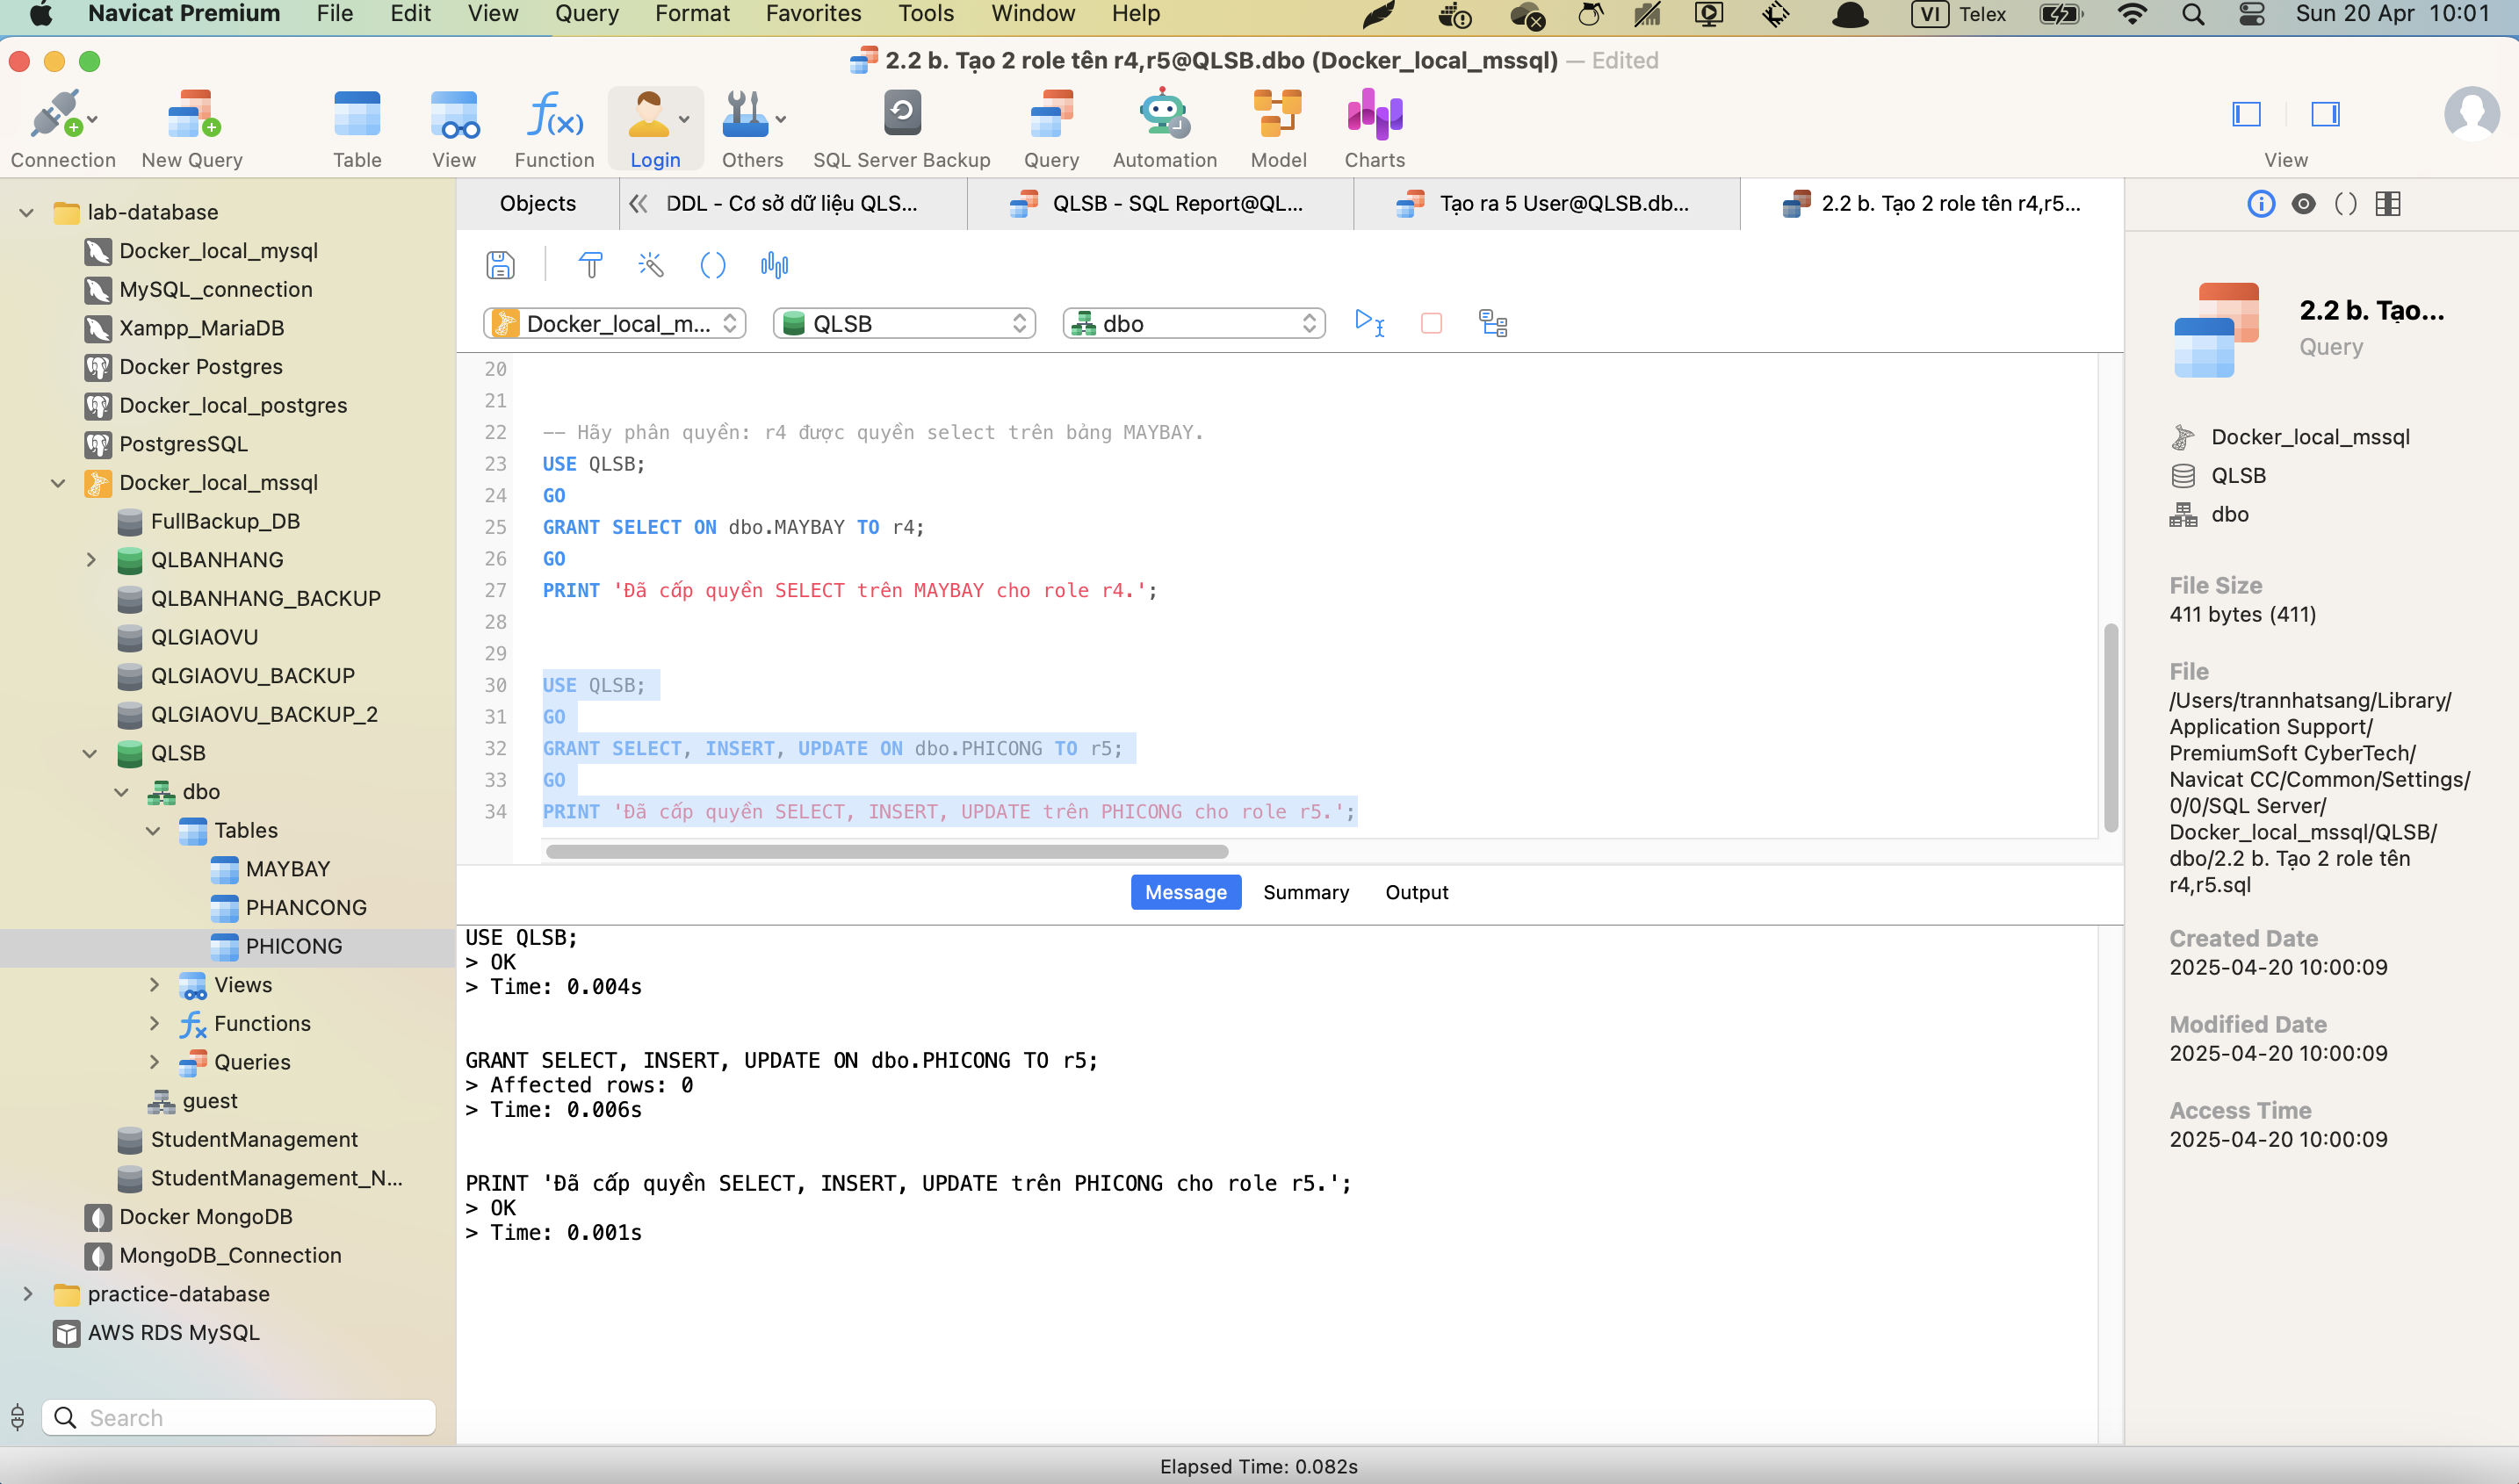 Navicat Premium File Edit View Query Format Favorites Tools Window Help VI Telex Sun 20 Apr 10:01
2.2 b. Tạo 2 role tên r4,r5@QLSB.dbo (Docker_local_mssql) — Edited
Connection New Query Table View Function Login Others SQL Server Backup Query Automation Model Charts View
lab-database
Docker_local_mysql
MySQL_connection
Xampp_MariaDB
Docker Postgres
Docker_local_postgres
PostgresSQL
Docker_local_mssql
FullBackup_DB
QLBANHANG
QLBANHANG_BACKUP
QLGIAOVU
QLGIAOVU_BACKUP
QLGIAOVU_BACKUP_2
QLSB
dbo
Tables
MAYBAY
PHANCONG
PHICONG
Views
Functions
Queries
guest
StudentManagement
StudentManagement_N...
Docker MongoDB
MongoDB_Connection
practice-database
AWS RDS MySQL
Search
Objects DDL - Cơ sở dữ liệu QLS... QLSB - SQL Report@QL... Tạo ra 5 User@QLSB.db... 2.2 b. Tạo 2 role tên r4,r5...
Docker_local_m... QLSB dbo
20
21
22 -- Hãy phân quyền: r4 được quyền select trên bảng MAYBAY.
23 USE QLSB;
24 GO
25 GRANT SELECT ON dbo.MAYBAY TO r4;
26 GO
27 PRINT 'Đã cấp quyền SELECT trên MAYBAY cho role r4.';
28
29
30 USE QLSB;
31 GO
32 GRANT SELECT, INSERT, UPDATE ON dbo.PHICONG TO r5;
33 GO
34 PRINT 'Đã cấp quyền SELECT, INSERT, UPDATE trên PHICONG cho role r5.';
Message Summary Output
USE QLSB;
> OK
> Time: 0.004s
GRANT SELECT, INSERT, UPDATE ON dbo.PHICONG TO r5;
> Affected rows: 0
> Time: 0.006s
PRINT 'Đã cấp quyền SELECT, INSERT, UPDATE trên PHICONG cho role r5.';
> OK
> Time: 0.001s
2.2 b. Tạo...
Query
Docker_local_mssql
QLSB
dbo
File Size
411 bytes (411)
File
/Users/trannhatsang/Library/
Application Support/
PremiumSoft CyberTech/
Navicat CC/Common/Settings/
0/0/SQL Server/
Docker_local_mssql/QLSB/
dbo/2.2 b. Tạo 2 role tên
r4,r5.sql
Created Date
2025-04-20 10:00:09
Modified Date
2025-04-20 10:00:09
Access Time
2025-04-20 10:00:09
Elapsed Time: 0.082s